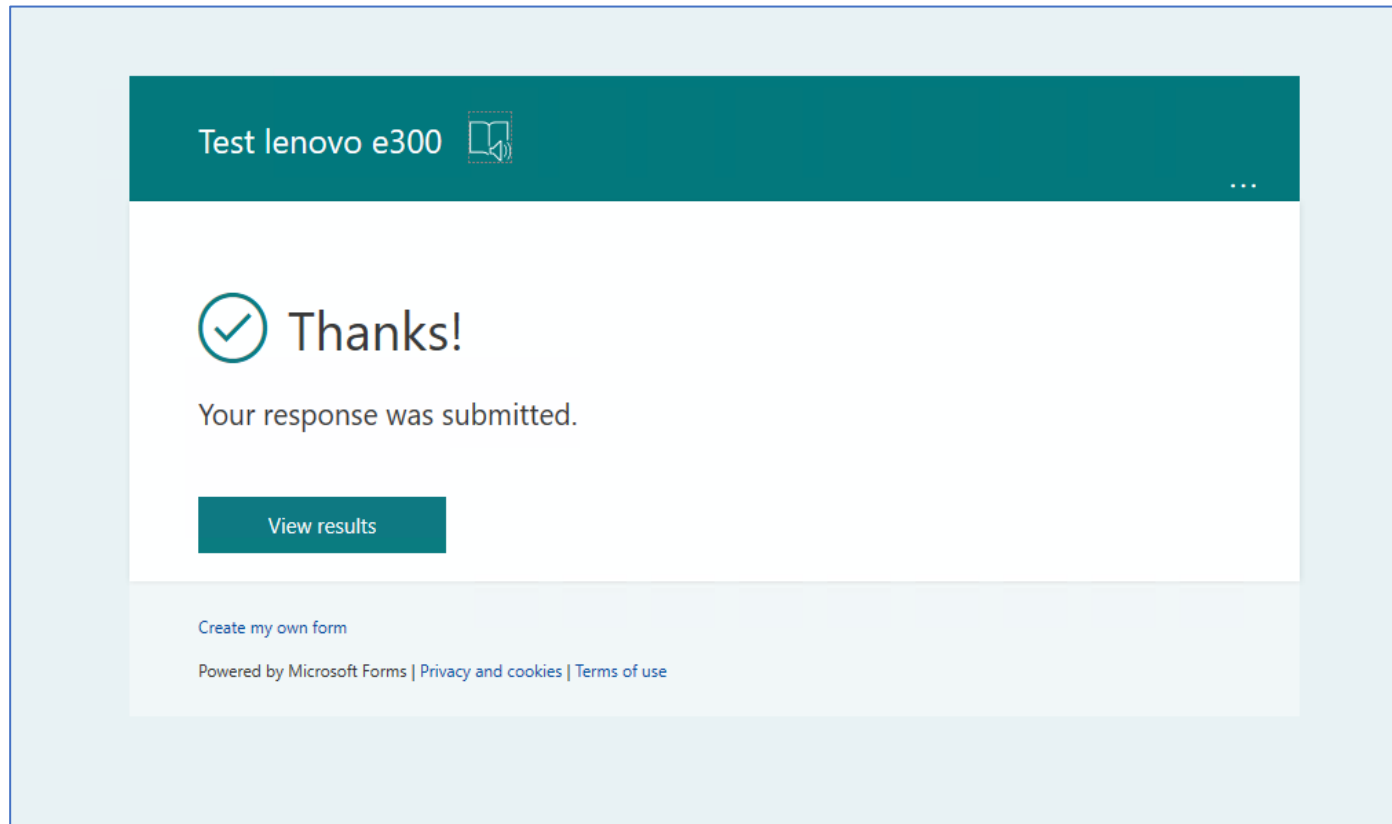 Test lenovo e300
...
Thanks!
Your response was submitted.
View results
Create my own form
Powered by Microsoft Forms | Privacy and cookies | Terms of use